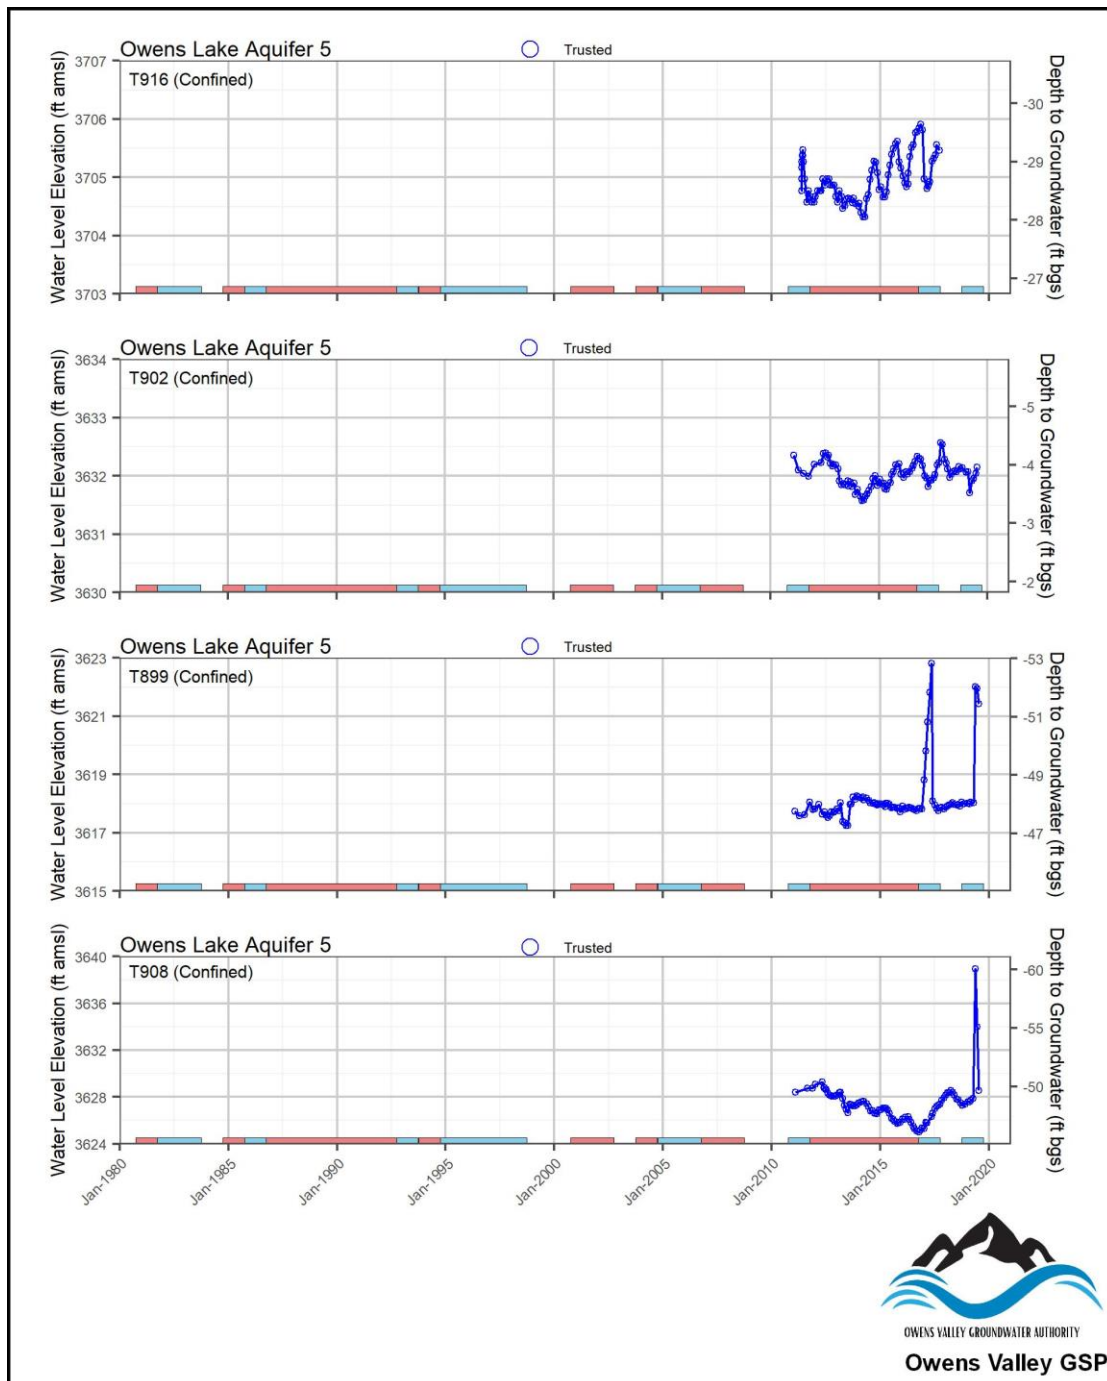 Owens Lake Aquifer 5
Trusted
T916 (Confined)
Water Level Elevation (ft amsl)
3707
3706
3705
3704
3703
Depth to Groundwater (ft bgs)
-30
-29
-28
-27
Owens Lake Aquifer 5
Trusted
T902 (Confined)
Water Level Elevation (ft amsl)
3634
3633
3632
3631
3630
Depth to Groundwater (ft bgs)
-5
-4
-3
-2
Owens Lake Aquifer 5
Trusted
T899 (Confined)
Water Level Elevation (ft amsl)
3623
3621
3619
3617
3615
Depth to Groundwater (ft bgs)
-53
-51
-49
-47
Owens Lake Aquifer 5
Trusted
T908 (Confined)
Water Level Elevation (ft amsl)
3640
3636
3632
3628
3624
Depth to Groundwater (ft bgs)
-60
-55
-50
Jan-1980
Jan-1985
Jan-1990
Jan-1995
Jan-2000
Jan-2005
Jan-2010
Jan-2015
Jan-2020
OWENS VALLEY GROUNDWATER AUTHORITY
Owens Valley GSP